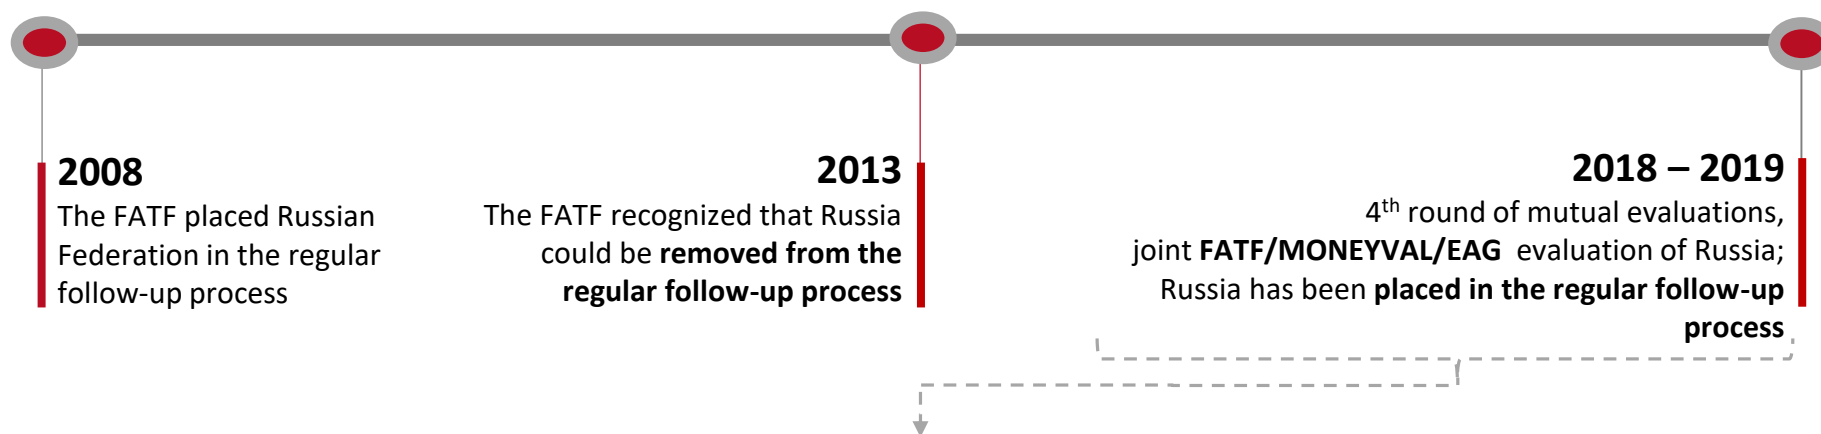 2008
The FATF placed Russian
Federation in the regular
follow-up process
2013
The FATF recognized that Russia
could be removed from the
regular follow-up process
2018 – 2019
4th round of mutual evaluations,
joint FATF/MONEYVAL/EAG evaluation of Russia;
Russia has been placed in the regular follow-up
process